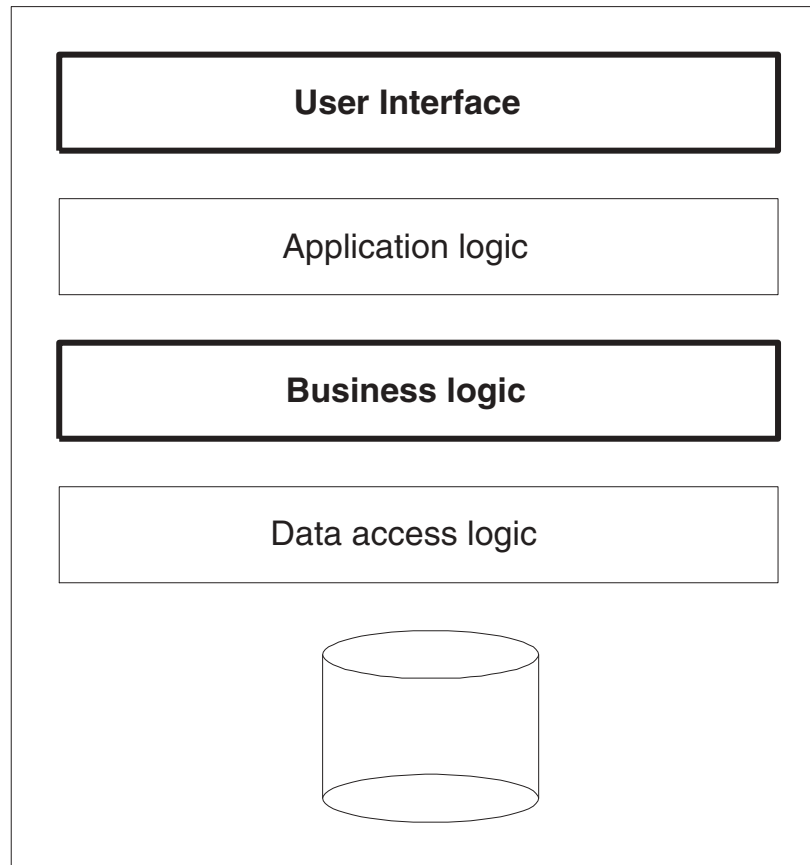 User Interface
Application logic
Business logic
Data access logic